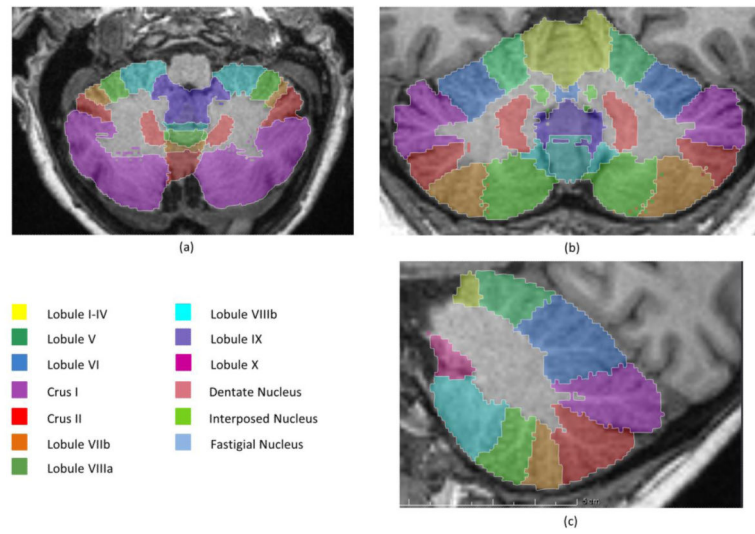 (a)
(b)
Lobule I-IV
Lobule V
Lobule VI
Crus I
Crus II
Lobule VIIb
Lobule VIIIa
Lobule VIIIb
Lobule IX
Lobule X
Dentate Nucleus
Interposed Nucleus
Fastigial Nucleus
(c)